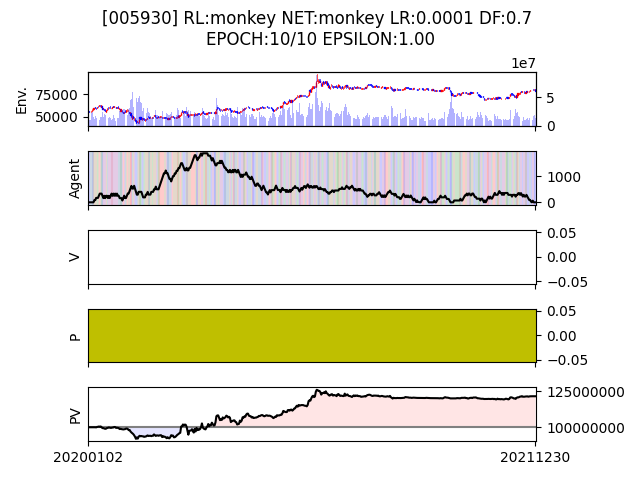 [005930] RL:monkey NET:monkey LR:0.0001 DF:0.7
EPOCH:10/10 EPSILON:1.00
1e7
Env.
75000
50000
5
0
Agent
1000
0
V
0.05
0.00
−0.05
P
0.05
0.00
−0.05
PV
125000000
100000000
20200102
20211230